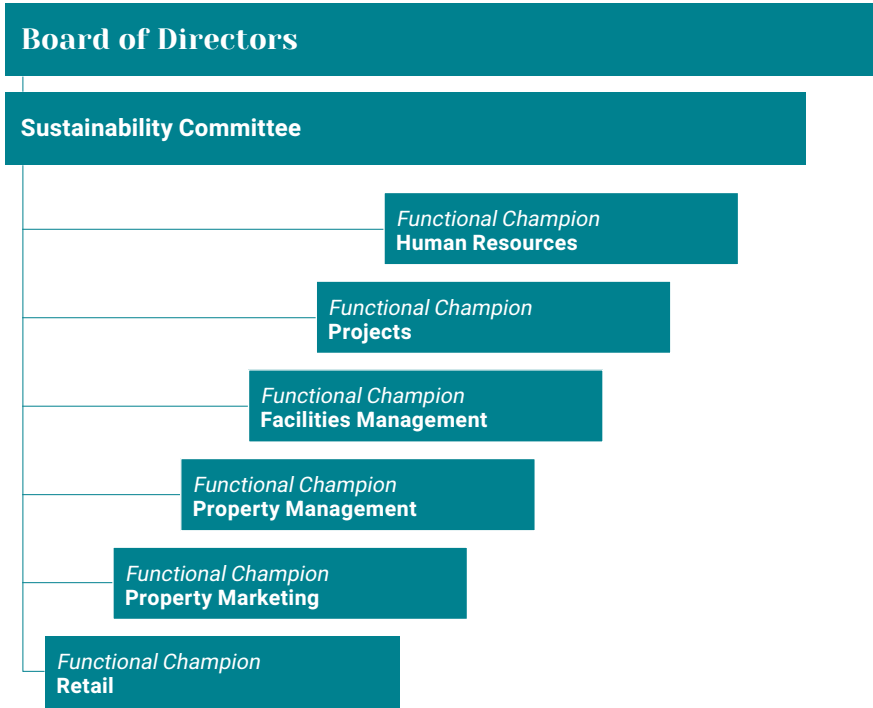 Board of Directors
Sustainability Committee
Functional Champion
Human Resources
Functional Champion
Projects
Functional Champion
Facilities Management
Functional Champion
Property Management
Functional Champion
Property Marketing
Functional Champion
Retail